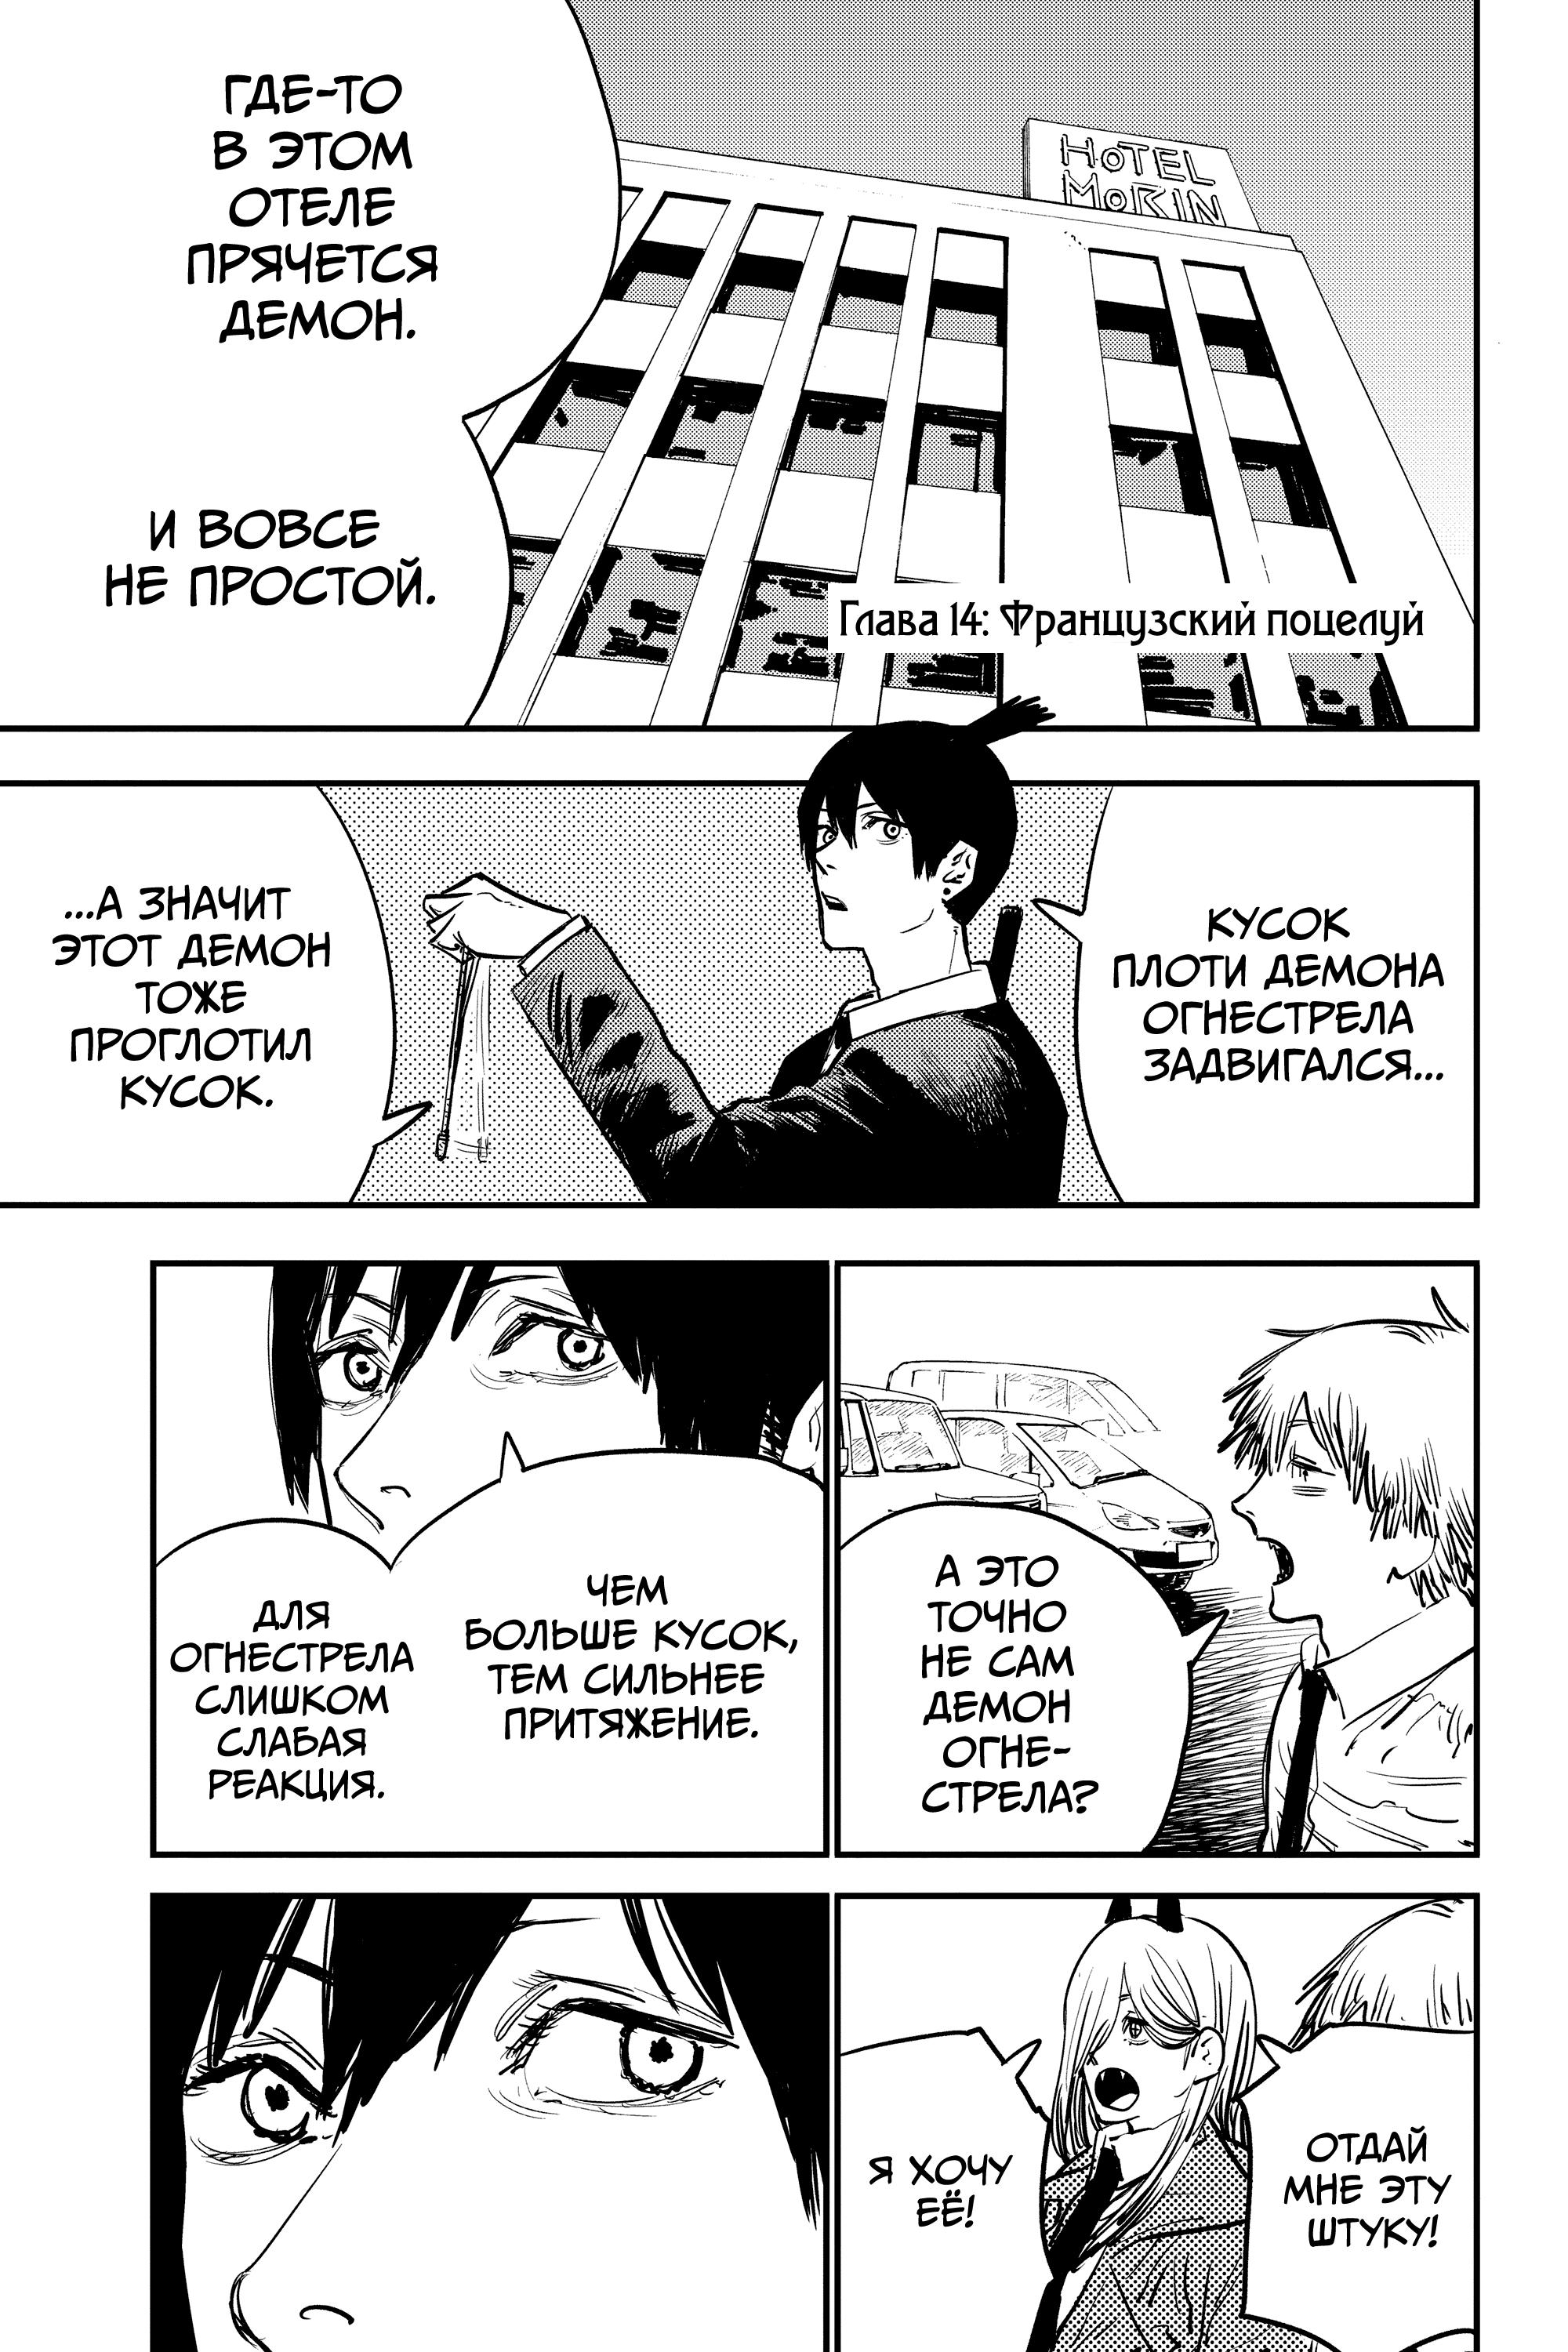 HOTEL
MORIN
ГДЕ-ТО
В ЭТОМ
ОТЕЛЕ
ПРЯЧЕТСЯ
ДЕМОН.
И ВОВСЕ
НЕ ПРОСТОЙ.
Глава 14: Французский поцелуй
КУСОК
ПЛОТИ ДЕМОНА
ОГНЕСТРЕЛА
ЗАДВИГАЛСЯ...
...А ЗНАЧИТ
ЭТОТ ДЕМОН
ТОЖЕ
ПРОГЛОТИЛ
КУСОК.
А ЭТО
ТОЧНО
НЕ САМ
ДЕМОН
ОГНЕ-
СТРЕЛА?
ЧЕМ
БОЛЬШЕ КУСОК,
ТЕМ СИЛЬНЕЕ
ПРИТЯЖЕНИЕ.
ДЛЯ
ОГНЕСТРЕЛА
СЛИШКОМ
СЛАБАЯ
РЕАКЦИЯ.
ОТДАЙ
МНЕ ЭТУ
ШТУКУ!
Я ХОЧУ
ЕЁ!